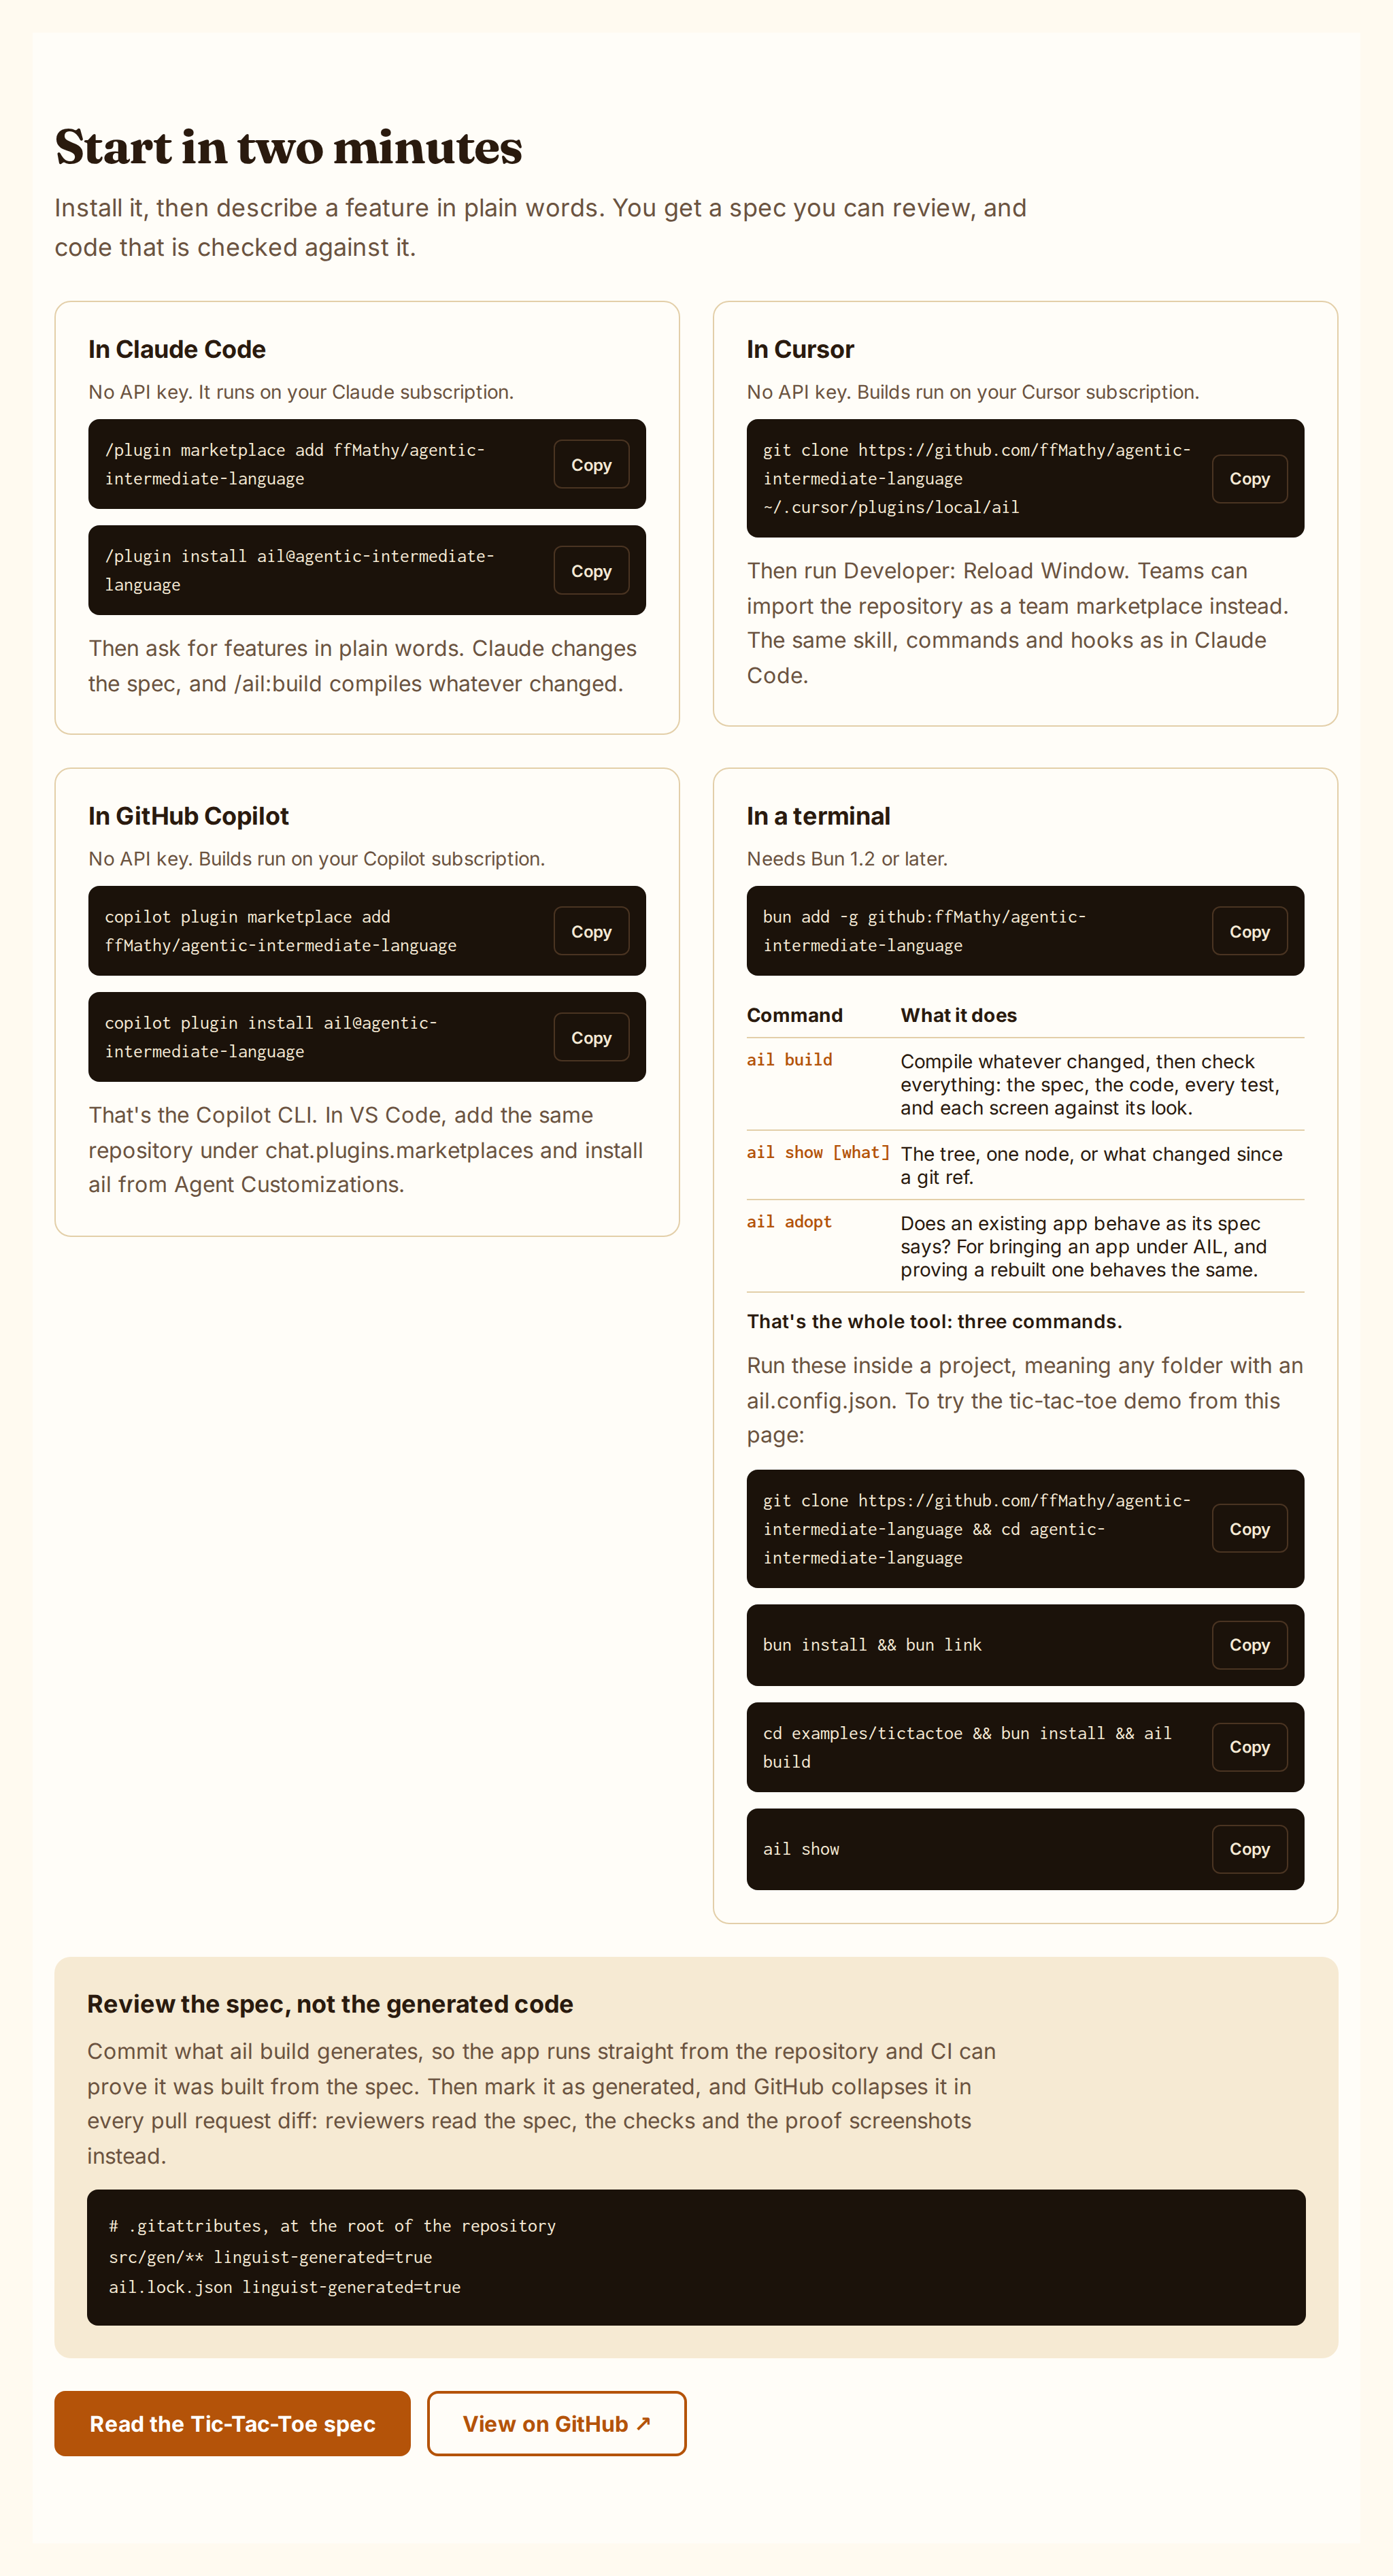 Start in two minutes
Install it, then describe a feature in plain words. You get a spec you can review, and
code that is checked against it.
In Claude Code
No API key. It runs on your Claude subscription.
/plugin marketplace add ffMathy/agentic-
intermediate-language
Copy
/plugin install ail@agentic-intermediate-
language
Copy
Then ask for features in plain words. Claude changes
the spec, and /ail:build compiles whatever changed.
In Cursor
No API key. Builds run on your Cursor subscription.
git clone https://github.com/ffMathy/agentic-
intermediate-language
~/.cursor/plugins/local/ail
Copy
Then run Developer: Reload Window. Teams can
import the repository as a team marketplace instead.
The same skill, commands and hooks as in Claude
Code.
In GitHub Copilot
No API key. Builds run on your Copilot subscription.
copilot plugin marketplace add
ffMathy/agentic-intermediate-language
Copy
copilot plugin install ail@agentic-
intermediate-language
Copy
That's the Copilot CLI. In VS Code, add the same
repository under chat.plugins.marketplaces and install
ail from Agent Customizations.
In a terminal
Needs Bun 1.2 or later.
bun add -g github:ffMathy/agentic-
intermediate-language
Copy
Command What it does
ail build Compile whatever changed, then check
everything: the spec, the code, every test,
and each screen against its look.
ail show [what] The tree, one node, or what changed since
a git ref.
ail adopt Does an existing app behave as its spec
says? For bringing an app under AIL, and
proving a rebuilt one behaves the same.
That's the whole tool: three commands.
Run these inside a project, meaning any folder with an
ail.config.json. To try the tic-tac-toe demo from this
page:
git clone https://github.com/ffMathy/agentic-
intermediate-language && cd agentic-
intermediate-language
Copy
bun install && bun link
Copy
cd examples/tictactoe && bun install && ail
build
Copy
ail show
Copy
Review the spec, not the generated code
Commit what ail build generates, so the app runs straight from the repository and CI can
prove it was built from the spec. Then mark it as generated, and GitHub collapses it in
every pull request diff: reviewers read the spec, the checks and the proof screenshots
instead.
# .gitattributes, at the root of the repository
src/gen/** linguist-generated=true
ail.lock.json linguist-generated=true
Read the Tic-Tac-Toe spec
View on GitHub ↗